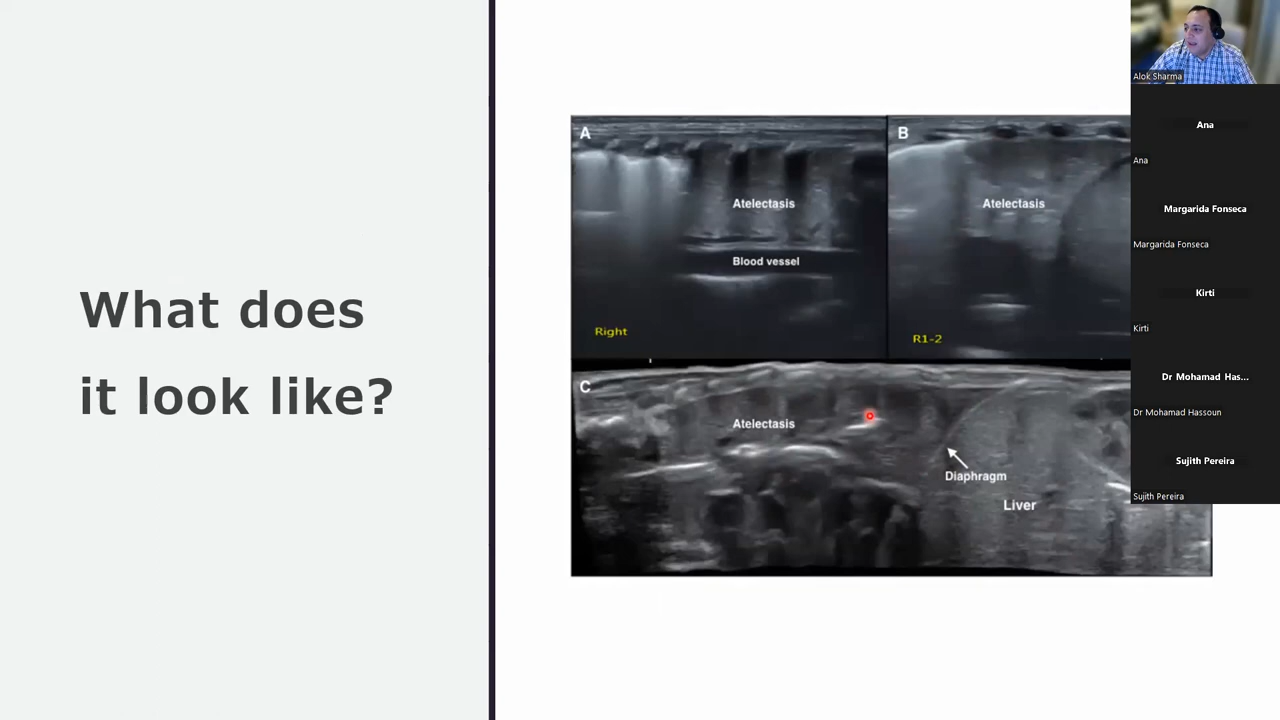 What does
it look like?
A
Atelectasis
Blood vessel
Right
B
Atelectasis
R1-2
C
Atelectasis
Diaphragm
Liver
Alok Sharma
Ana
Ana
Margarida Fonseca
Margarida Fonseca
Kirti
Kirti
Dr Mohamad Has...
Dr Mohamad Hassoun
Sujith Pereira
Sujith Pereira